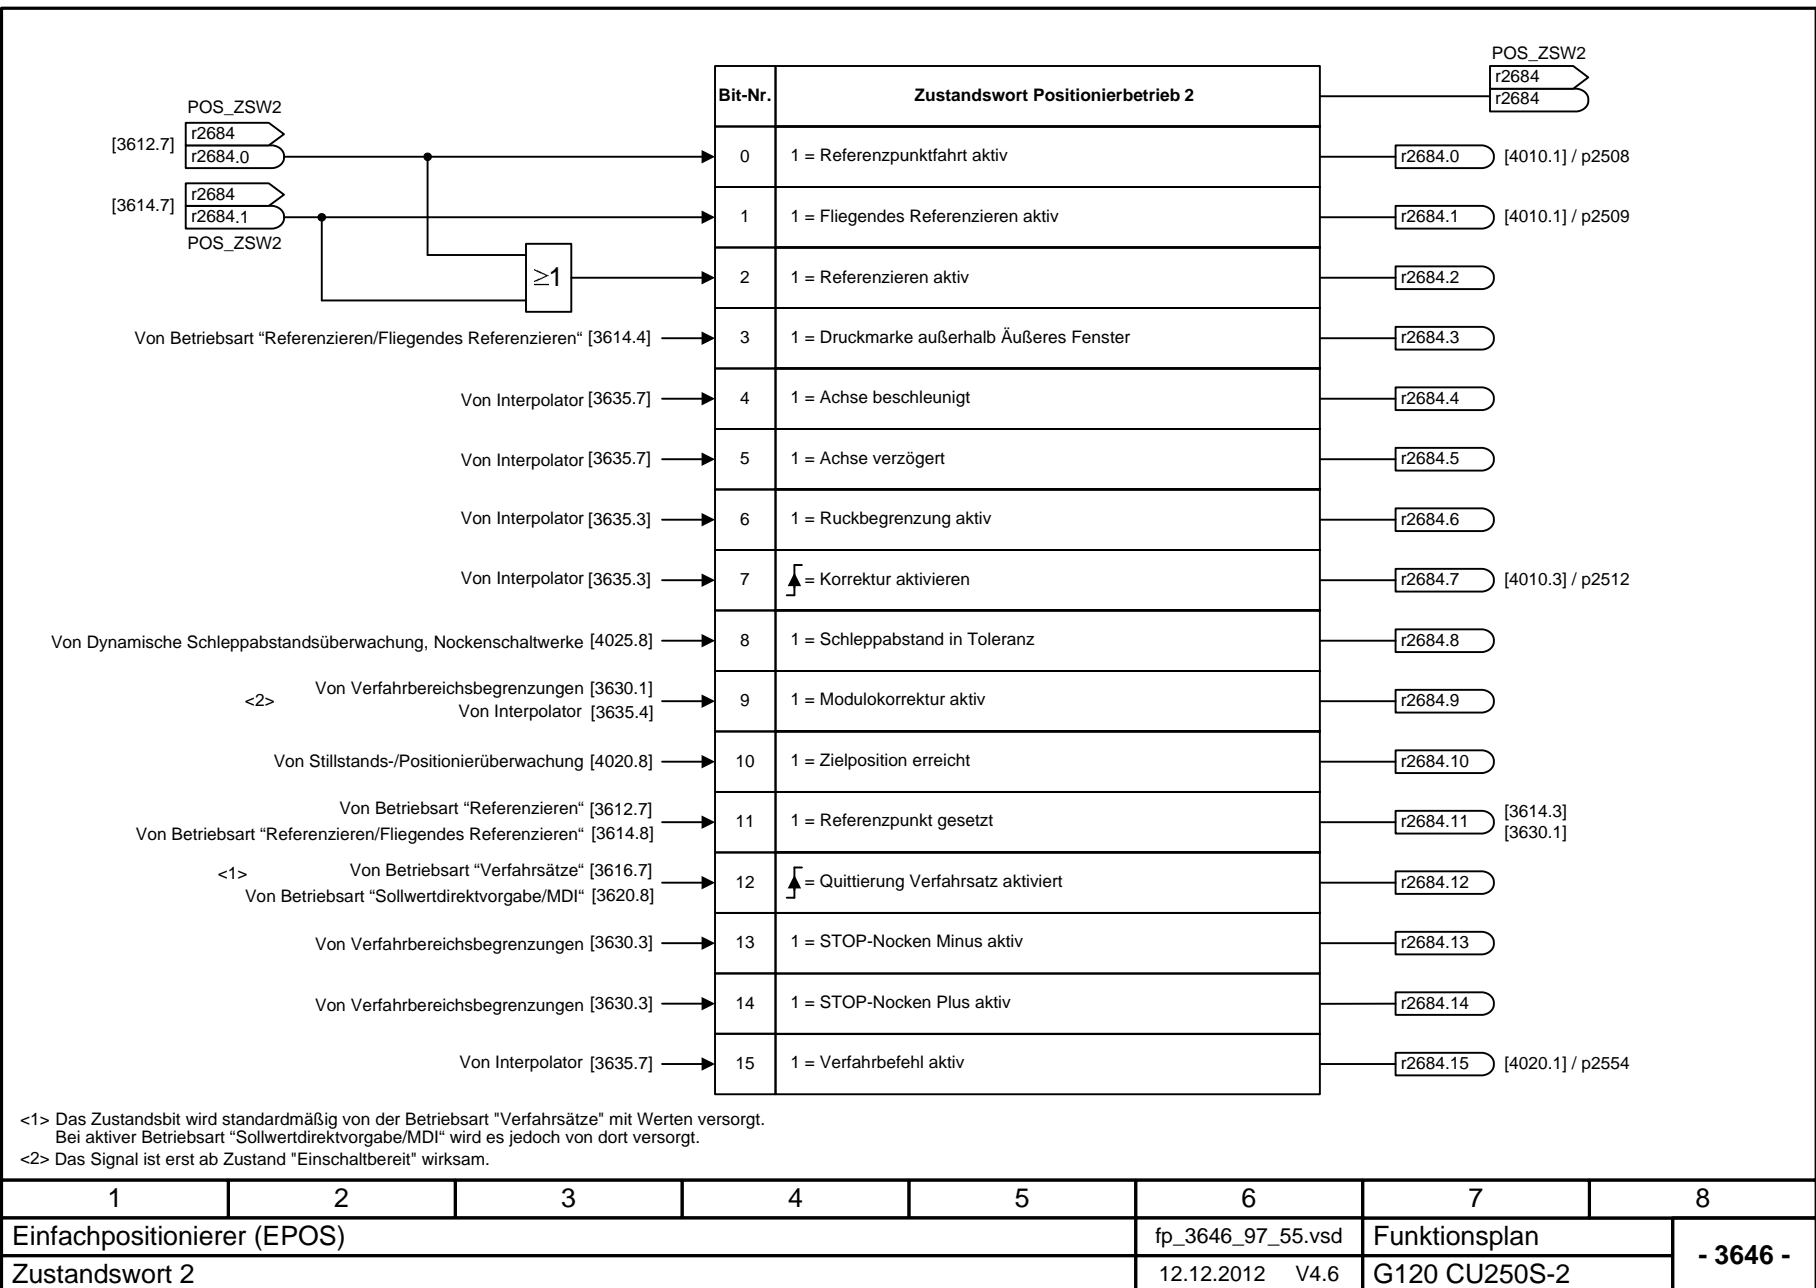 POS_ZSW2
r2684
r2684
Bit-Nr. Zustandswort Positionierbetrieb 2
POS_ZSW2
[3612.7] r2684
r2684.0
0 1 = Referenzpunktfahrt aktiv r2684.0 [4010.1] / p2508
[3614.7] r2684
r2684.1
POS_ZSW2
1 1 = Fliegendes Referenzieren aktiv r2684.1 [4010.1] / p2509
≥1 2 1 = Referenzieren aktiv r2684.2
Von Betriebsart “Referenzieren/Fliegendes Referenzieren“ [3614.4] 3 1 = Druckmarke außerhalb Äußeres Fenster r2684.3
Von Interpolator [3635.7] 4 1 = Achse beschleunigt r2684.4
Von Interpolator [3635.7] 5 1 = Achse verzögert r2684.5
Von Interpolator [3635.3] 6 1 = Ruckbegrenzung aktiv r2684.6
Von Interpolator [3635.3] 7 = Korrektur aktivieren r2684.7 [4010.3] / p2512
Von Dynamische Schleppabstandsüberwachung, Nockenschaltwerke [4025.8] 8 1 = Schleppabstand in Toleranz r2684.8
<2> Von Verfahrbereichsbegrenzungen [3630.1]
Von Interpolator [3635.4]
9 1 = Modulokorrektur aktiv r2684.9
Von Stillstands-/Positionierüberwachung [4020.8] 10 1 = Zielposition erreicht r2684.10
Von Betriebsart “Referenzieren“ [3612.7]
Von Betriebsart “Referenzieren/Fliegendes Referenzieren“ [3614.8]
11 1 = Referenzpunkt gesetzt r2684.11 [3614.3]
[3630.1]
<1> Von Betriebsart “Verfahrsätze“ [3616.7]
Von Betriebsart “Sollwertdirektvorgabe/MDI“ [3620.8]
12 = Quittierung Verfahrsatz aktiviert r2684.12
Von Verfahrbereichsbegrenzungen [3630.3] 13 1 = STOP-Nocken Minus aktiv r2684.13
Von Verfahrbereichsbegrenzungen [3630.3] 14 1 = STOP-Nocken Plus aktiv r2684.14
Von Interpolator [3635.7] 15 1 = Verfahrbefehl aktiv r2684.15 [4020.1] / p2554
<1> Das Zustandsbit wird standardmäßig von der Betriebsart "Verfahrsätze" mit Werten versorgt.
Bei aktiver Betriebsart “Sollwertdirektvorgabe/MDI“ wird es jedoch von dort versorgt.
<2> Das Signal ist erst ab Zustand "Einschaltbereit" wirksam.
1 2 3 4 5 6 7 8
Einfachpositionierer (EPOS) fp_3646_97_55.vsd Funktionsplan - 3646 -
Zustandswort 2 12.12.2012 V4.6 G120 CU250S-2